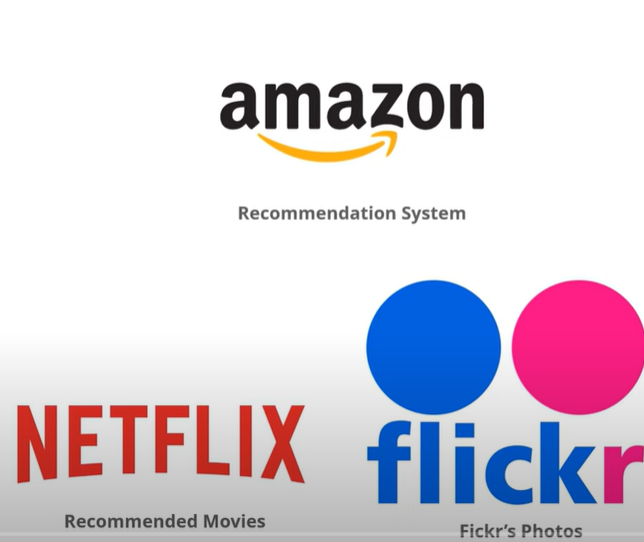 amazon
Recommendation System
NETFLIX
flickr
Recommended Movies
Fickr's Photos